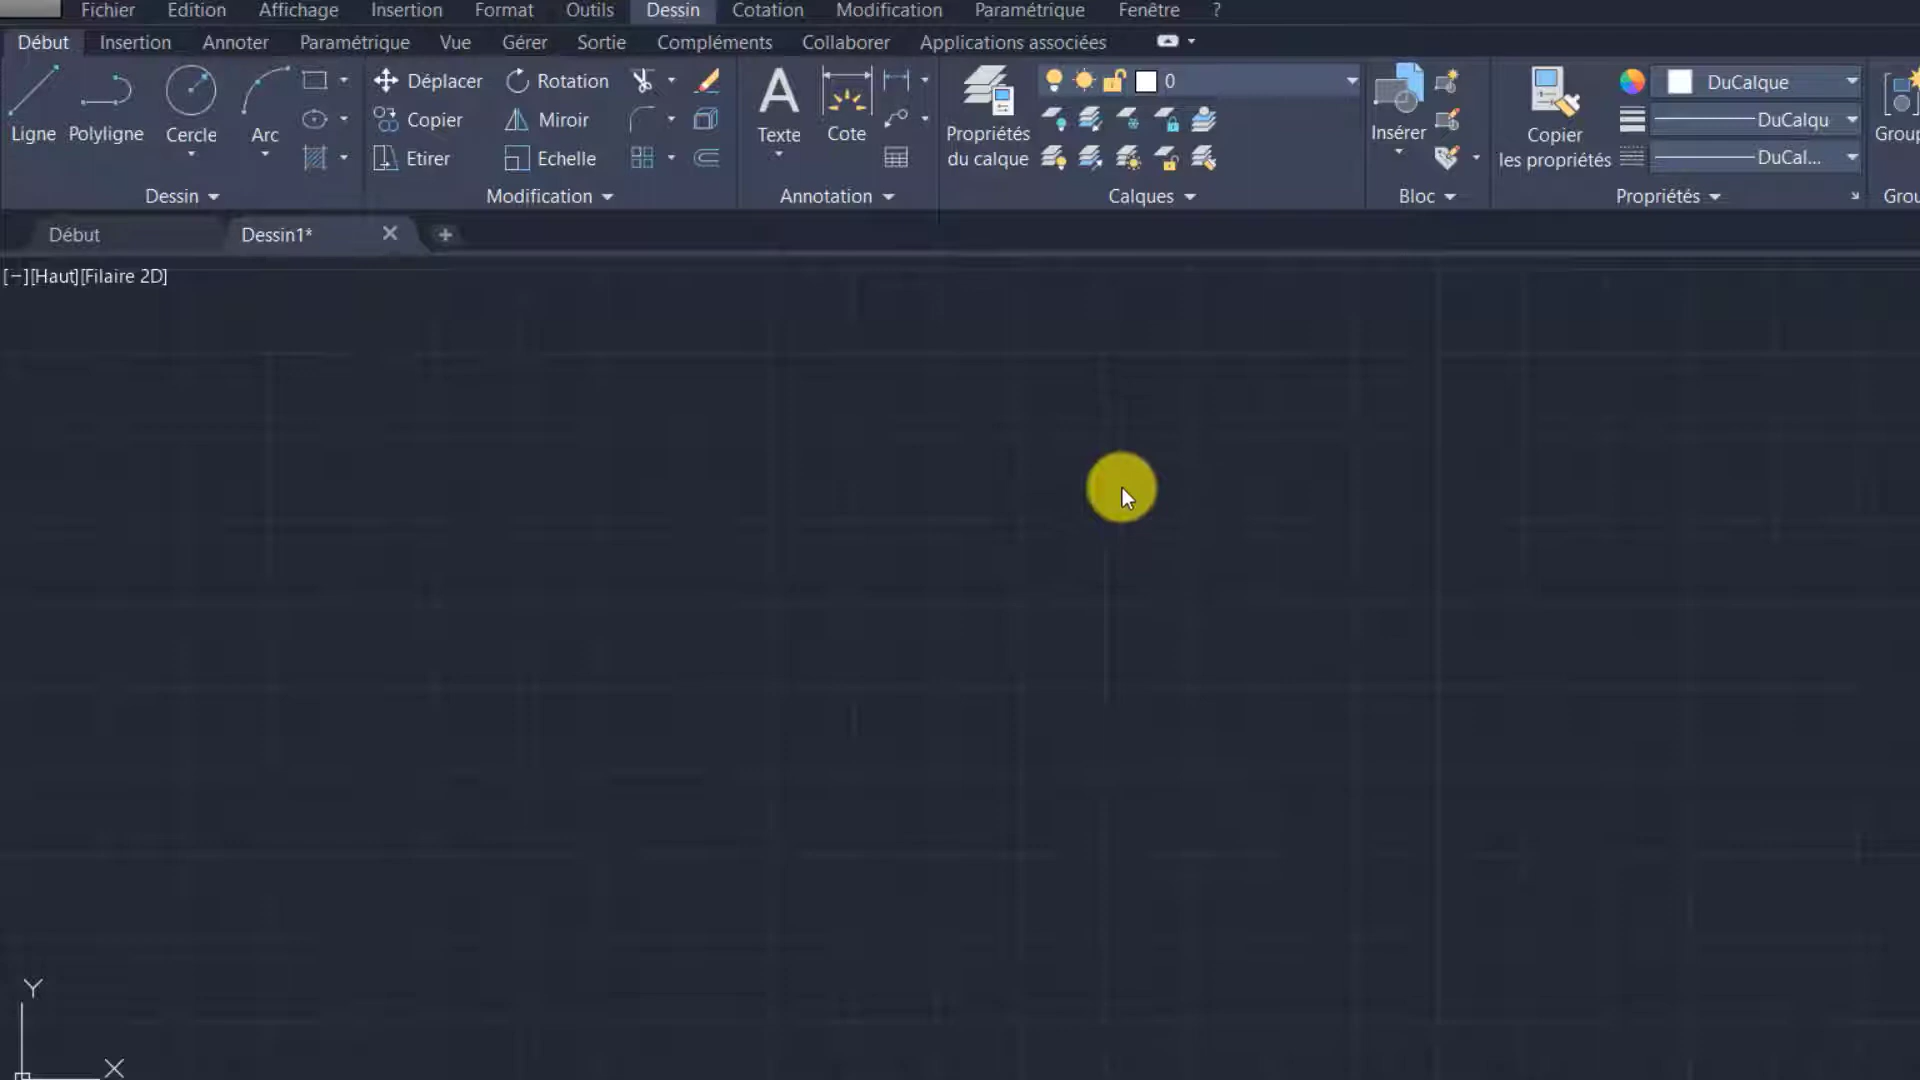 Fichier Edition Affichage Insertion Format Outils Dessin Cotation Modification Paramétrique Fenêtre ?
Début Insertion Annoter Paramétrique Vue Gérer Sortie Compléments Collaborer Applications associées
Ligne Polyligne Cercle Arc
Déplacer Rotation
Copier Miroir
Etirer Echelle
Texte Cote
Propriétés
du calque
0
Insérer
Copier
les propriétés
DuCalque
DuCalqu
DuCal...
Group
Dessin Modification Annotation Calques Bloc Propriétés Grou
Début Dessin1*
[−][Haut][Filaire 2D]
Y
X